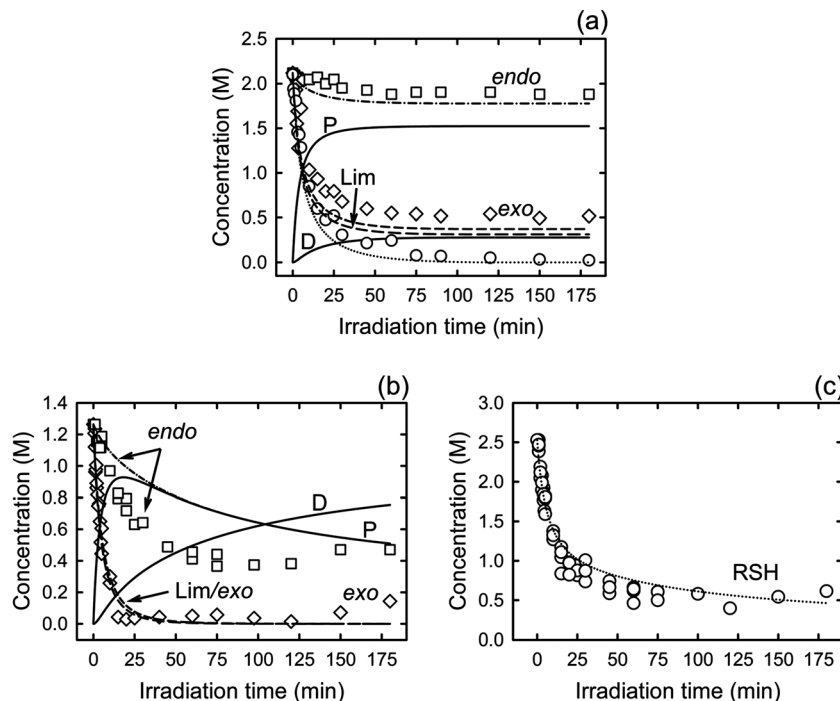 (a)
2.5
2.0
1.5
1.0
0.5
0.0
Concentration (M)
endo
P
Lim
exo
D
0 25 50 75 100 125 150 175
Irradiation time (min)
(b)
1.4
1.2
1.0
0.8
0.6
0.4
0.2
0.0
Concentration (M)
endo
D
P
Lim/exo
exo
0 25 50 75 100 125 150 175
Irradiation time (min)
(c)
3.0
2.5
2.0
1.5
1.0
0.5
0.0
Concentration (M)
RSH
0 25 50 75 100 125 150 175
Irradiation time (min)